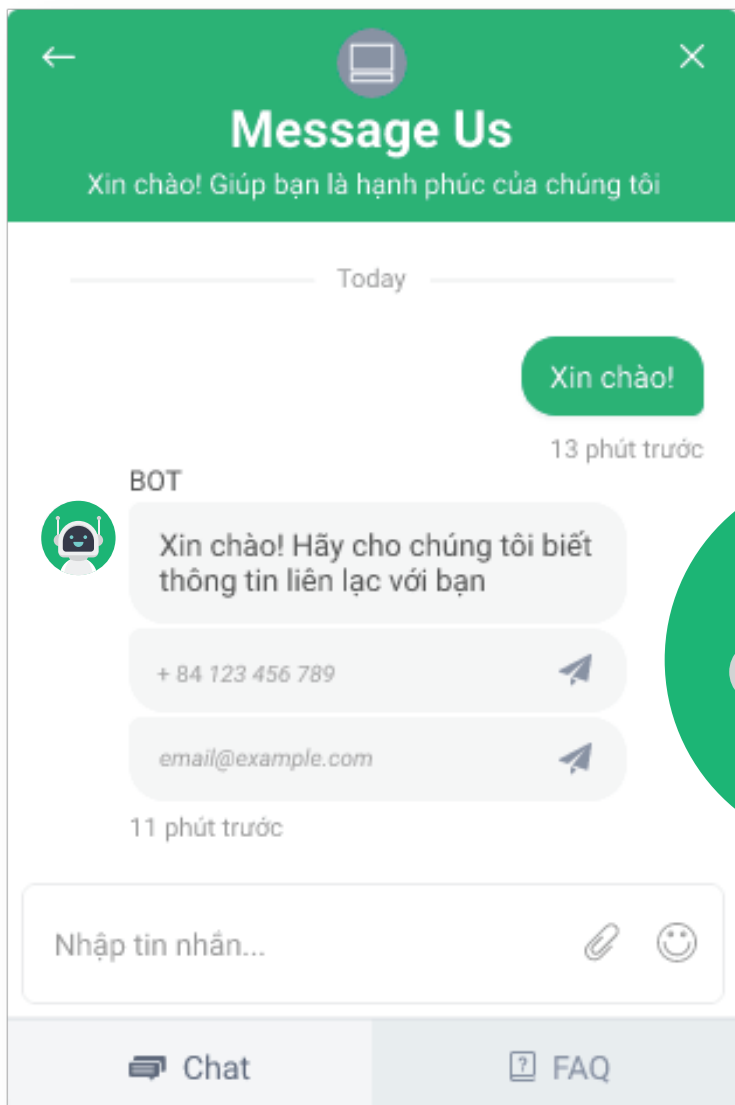 Message Us
Xin chào! Giúp bạn là hạnh phúc của chúng tôi
Today
Xin chào!
13 phút trước
BOT
Xin chào! Hãy cho chúng tôi biết
thông tin liên lạc với bạn
+ 84 123 456 789
email@example.com
11 phút trước
Nhập tin nhắn...
Chat
FAQ